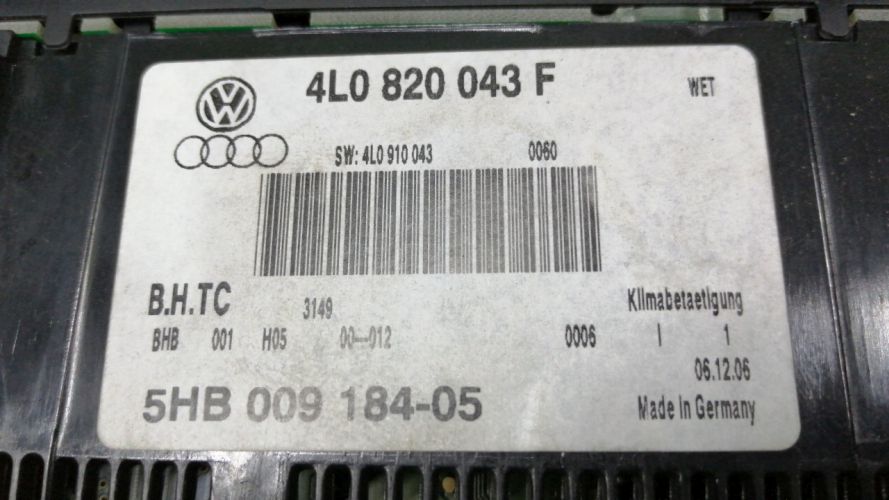 4L0 820 043 F WET
SW: 4L0 910 043 0060
B.H.TC 3149 Klimabetaetigung
BHB 001 H05 00-012 0006 I 1
06.12.06
5HB 009 184-05 Made in Germany